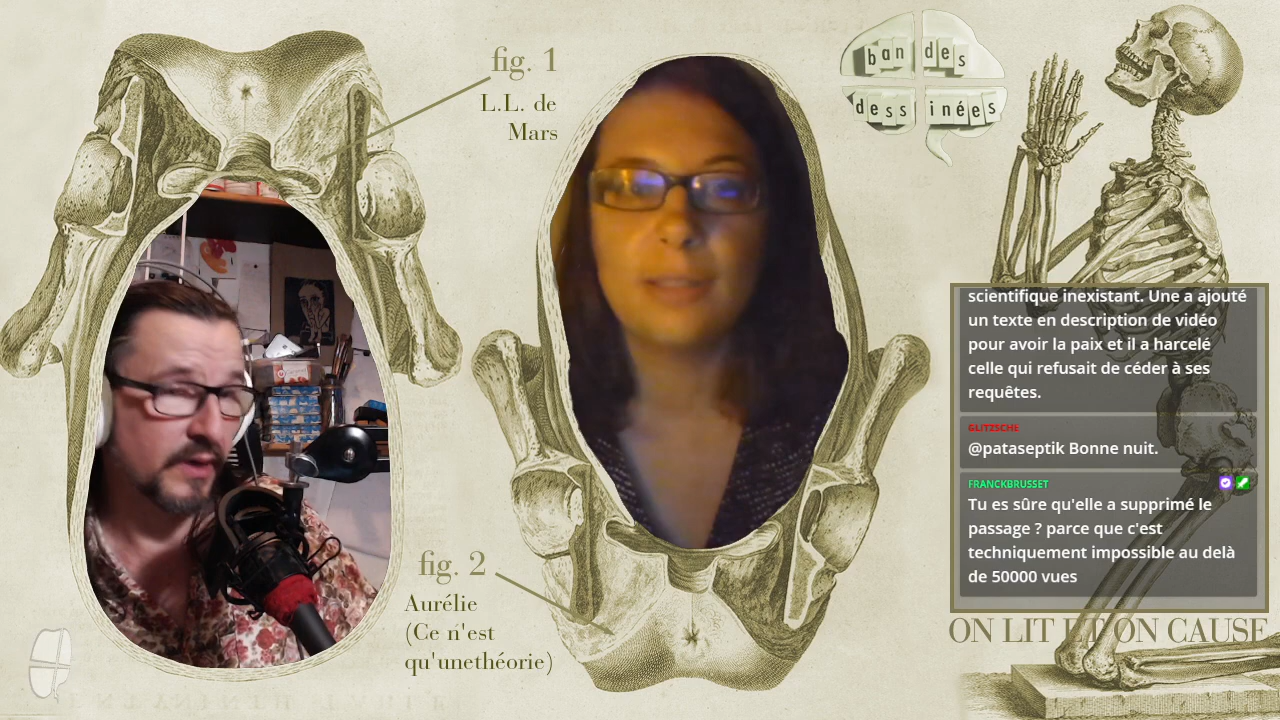 fig. 1
L.L. de
Mars
ban des
dess inées
scientifique inexistant. Une a ajouté
un texte en description de vidéo
pour avoir la paix et il a harcelé
celle qui refusait de céder à ses
requêtes.
GLITZSCHE
@pataseptik Bonne nuit.
FRANCKBRUSSET
Tu es sûre qu'elle a supprimé le
passage ? parce que c'est
techniquement impossible au delà
de 50000 vues
fig. 2
Aurélie
(Ce n'est
qu'unethéorie)
ON LIT ET ON CAUSE